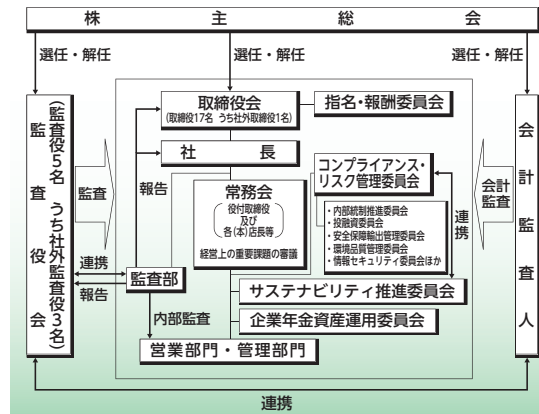 株主総会
選任・解任
選任・解任
選任・解任
監査役会
(監査役5名 うち社外監査役3名)
監査
取締役会
(取締役17名 うち社外取締役1名)
指名・報酬委員会
社長
報告
常務会
役付取締役
及び
各(本)店長等
経営上の重要課題の審議
コンプライアンス・
リスク管理委員会
・内部統制推進委員会
・投融資委員会
・安全保障輸出管理委員会
・環境品質管理委員会
・情報セキュリティ委員会ほか
連携
会計
監査
会計監査人
連携
報告
監査部
内部監査
サステナビリティ推進委員会
企業年金資産運用委員会
営業部門・管理部門
連携